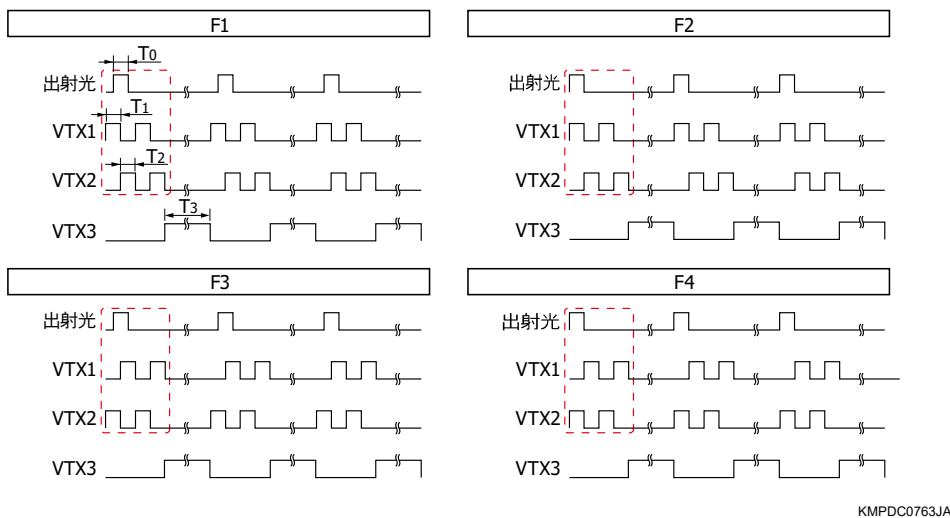 F1
T0
出射光
T1
VTX1
T2
VTX2
T3
VTX3
F2
出射光
VTX1
VTX2
VTX3
F3
出射光
VTX1
VTX2
VTX3
F4
出射光
VTX1
VTX2
VTX3
KMPDC0763JA